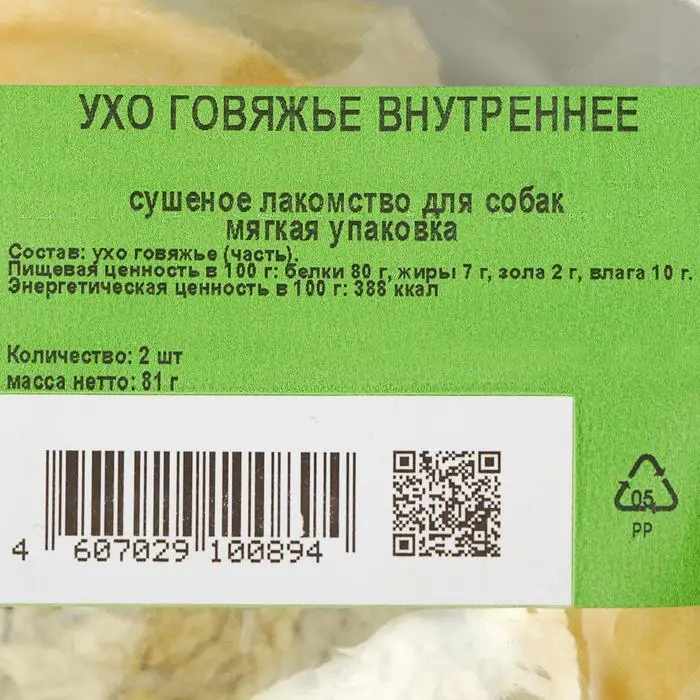 УХО ГОВЯЖЬЕ ВНУТРЕННЕЕ
сушеное лакомство для собак
мягкая упаковка
Состав: ухо говяжье (часть).
Пищевая ценность в 100 г: белки 80 г, жиры 7 г, зола 2 г, влага 10 г.
Энергетическая ценность в 100 г: 388 ккал
Количество: 2 шт
масса нетто: 81 г
4 607029 100894
05
PP